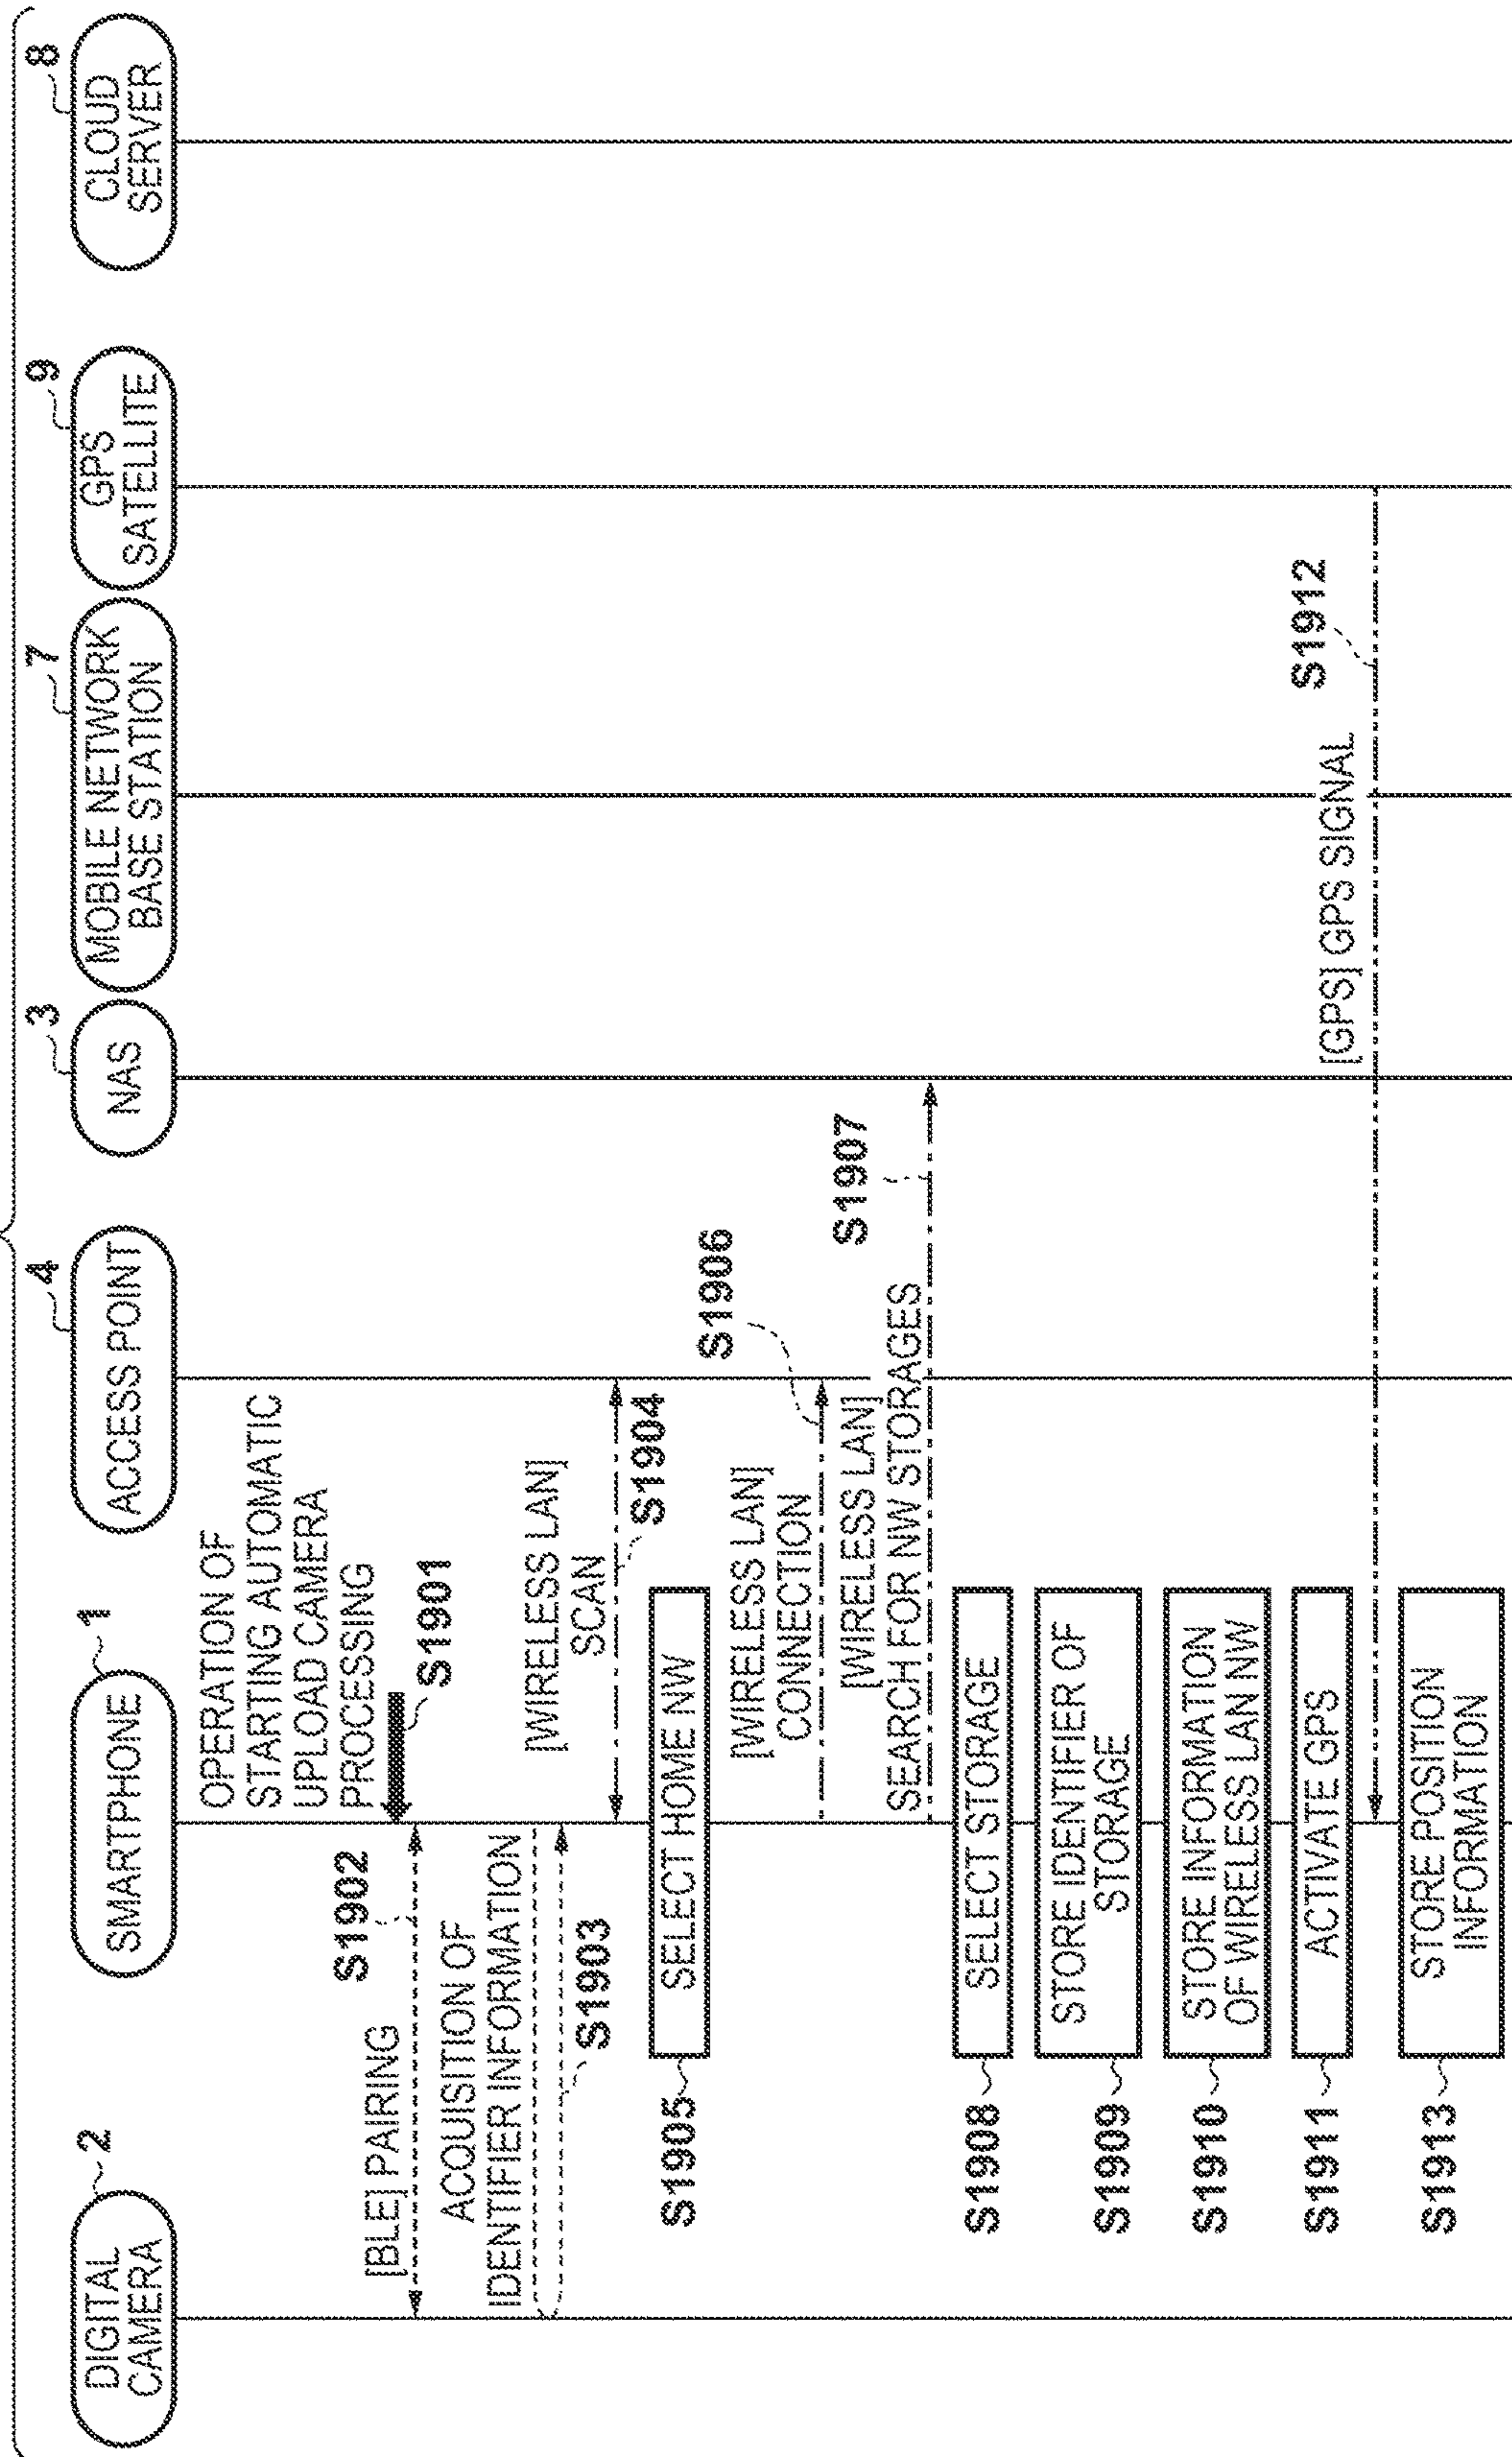 2
DIGITAL
CAMERA
1
SMARTPHONE
4
ACCESS POINT
3
NAS
7
MOBILE NETWORK
BASE STATION
9
GPS
SATELLITE
8
CLOUD
SERVER
OPERATION OF
STARTING AUTOMATIC
UPLOAD CAMERA
PROCESSING
S1901
[BLE] PAIRING
S1902
ACQUISITION OF
IDENTIFIER INFORMATION
S1903
[WIRELESS LAN]
SCAN
S1904
S1905
SELECT HOME NW
[WIRELESS LAN]
CONNECTION
S1906
[WIRELESS LAN]
SEARCH FOR NW STORAGES
S1907
S1908
SELECT STORAGE
S1909
STORE IDENTIFIER OF
STORAGE
S1910
STORE INFORMATION
OF WIRELESS LAN NW
S1911
ACTIVATE GPS
[GPS] GPS SIGNAL
S1912
S1913
STORE POSITION
INFORMATION